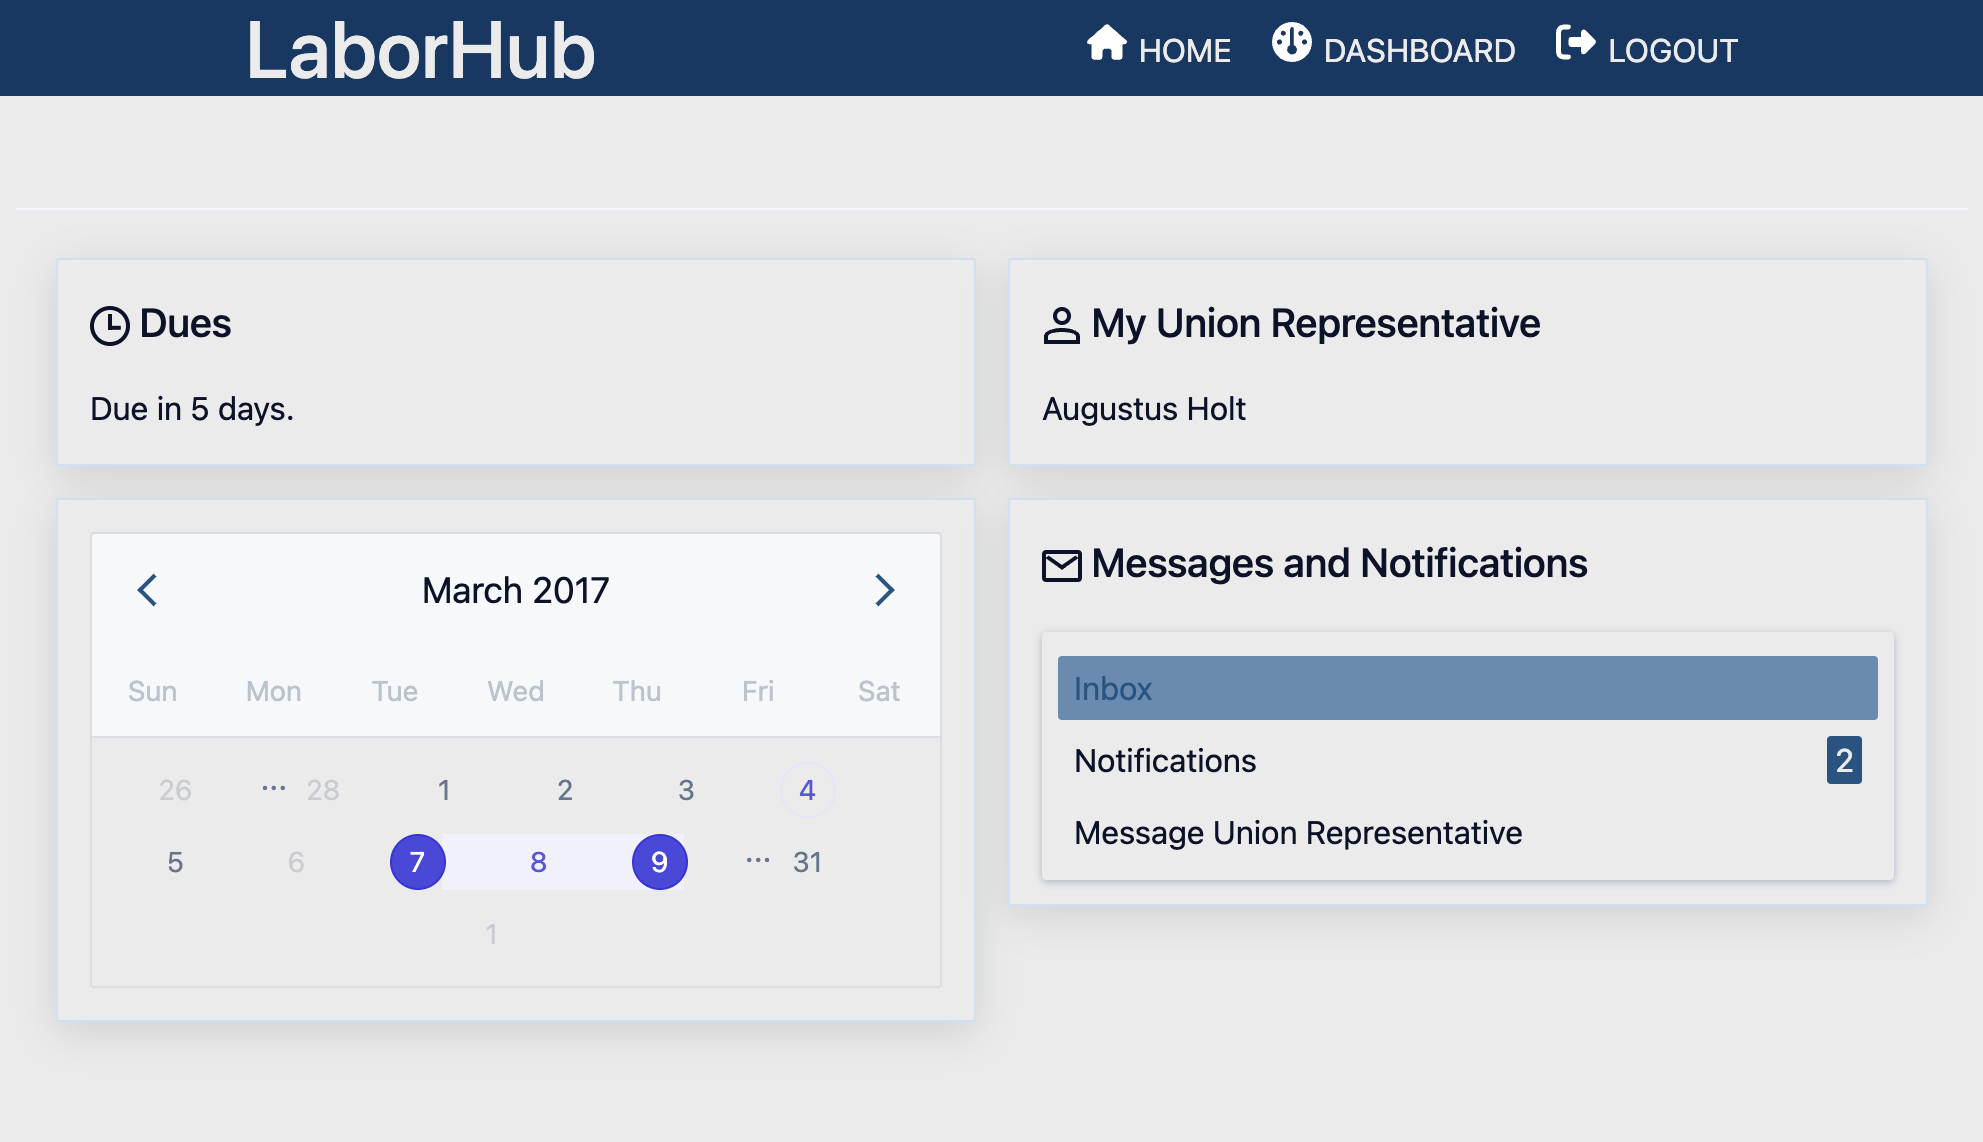 LaborHub
HOME DASHBOARD LOGOUT
Dues
Due in 5 days.
My Union Representative
Augustus Holt
March 2017
Sun Mon Tue Wed Thu Fri Sat
26 ... 28 1 2 3 4
5 6 7 8 9 ... 31
1
Messages and Notifications
Inbox
Notifications 2
Message Union Representative